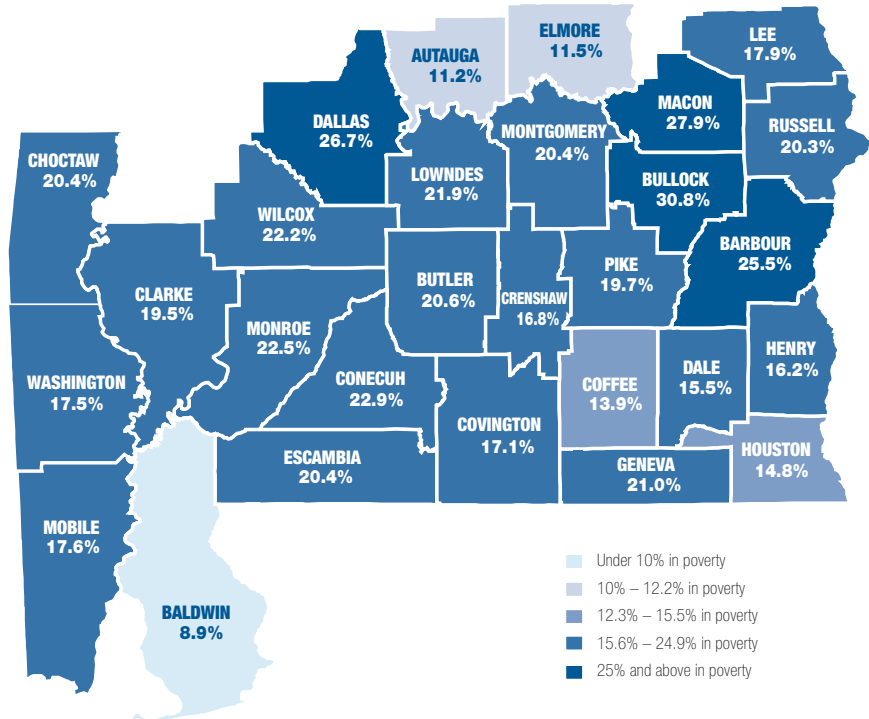 ELMORE
11.5%
LEE
17.9%
AUTAUGA
11.2%
MACON
27.9%
DALLAS
26.7%
MONTGOMERY
20.4%
RUSSELL
20.3%
CHOCTAW
20.4%
LOWNDES
21.9%
BULLOCK
30.8%
WILCOX
22.2%
BARBOUR
25.5%
PIKE
19.7%
BUTLER
20.6%
CRENSHAW
16.8%
CLARKE
19.5%
MONROE
22.5%
HENRY
16.2%
WASHINGTON
17.5%
CONECUH
22.9%
COFFEE
13.9%
DALE
15.5%
COVINGTON
17.1%
HOUSTON
14.8%
ESCAMBIA
20.4%
GENEVA
21.0%
MOBILE
17.6%
BALDWIN
8.9%
Under 10% in poverty
10% – 12.2% in poverty
12.3% – 15.5% in poverty
15.6% – 24.9% in poverty
25% and above in poverty